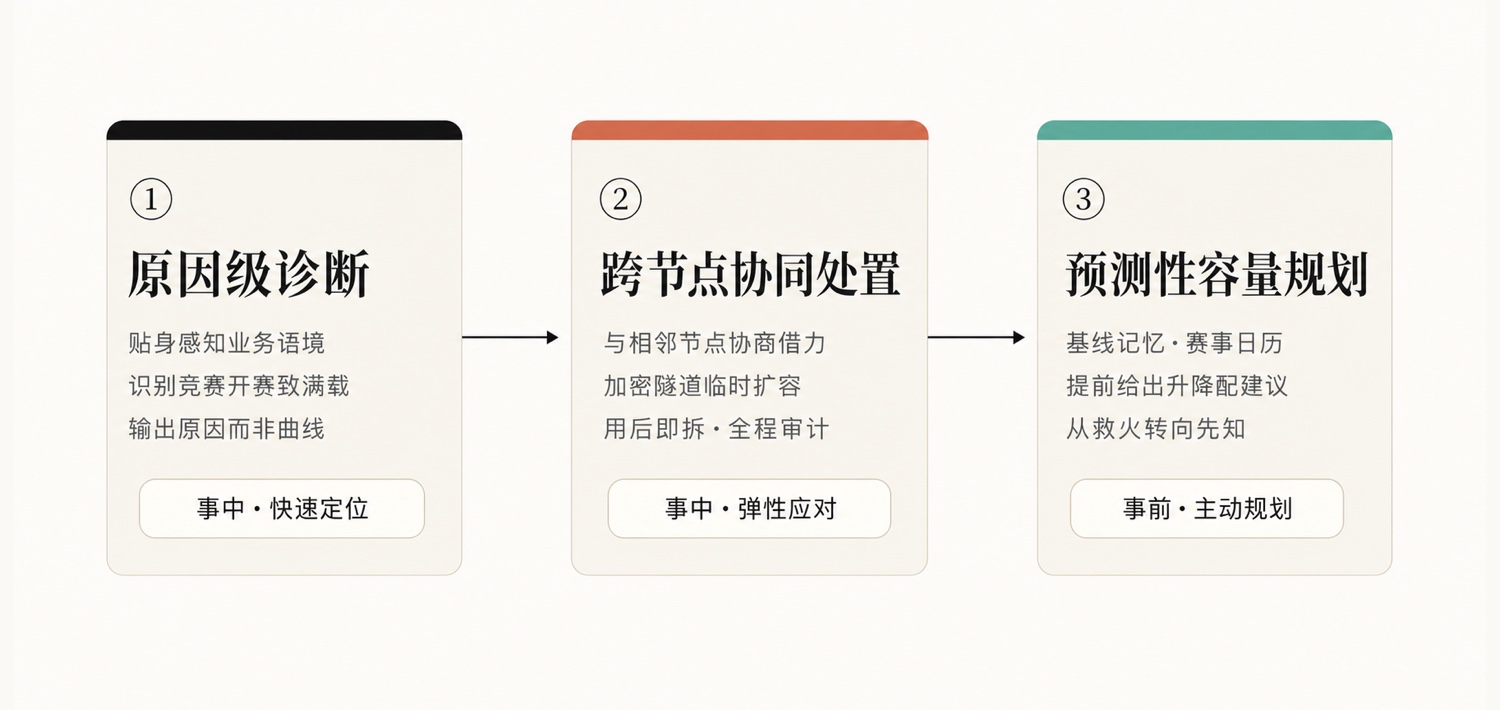 ①
原因级诊断
贴身感知业务语境
识别竞赛开赛致满载
输出原因而非曲线
事中·快速定位
②
跨节点协同处置
与相邻节点协商借力
加密隧道临时扩容
用后即拆·全程审计
事中·弹性应对
③
预测性容量规划
基线记忆·赛事日历
提前给出升降配建议
从救火转向先知
事前·主动规划